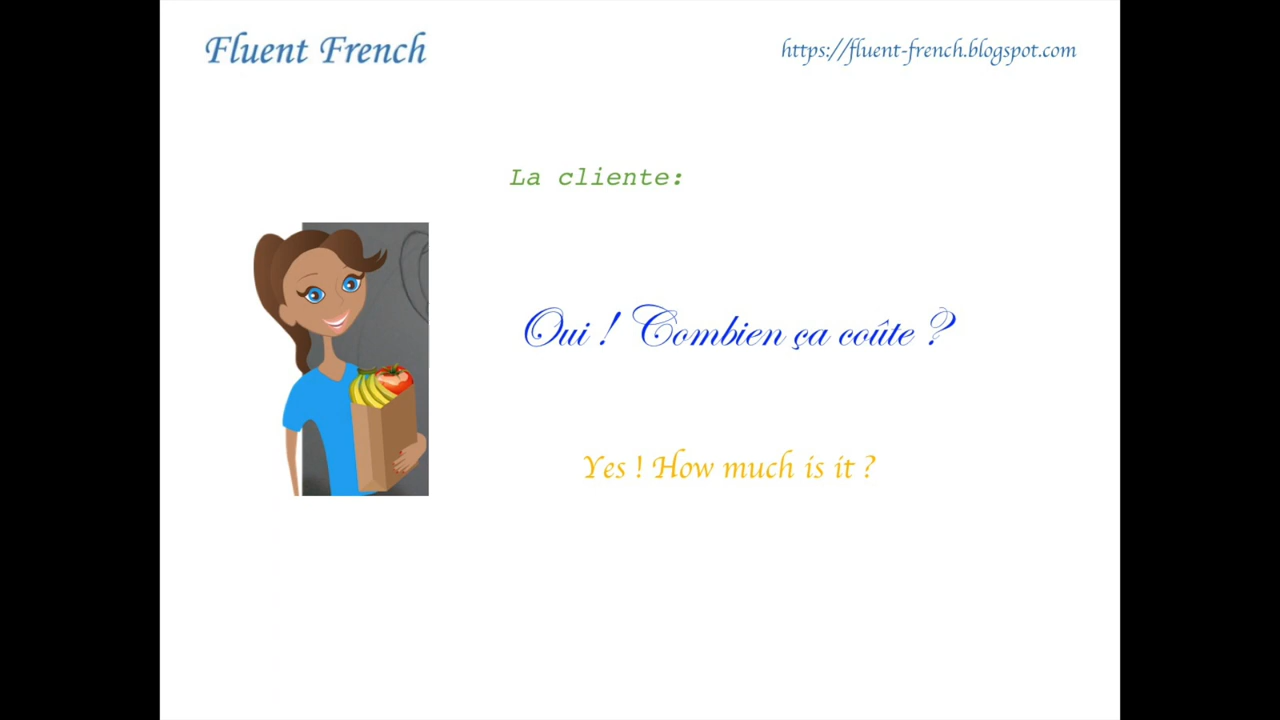 Fluent French
https://fluent-french.blogspot.com
La cliente:
Oui ! Combien ça coûte ?
Yes ! How much is it ?